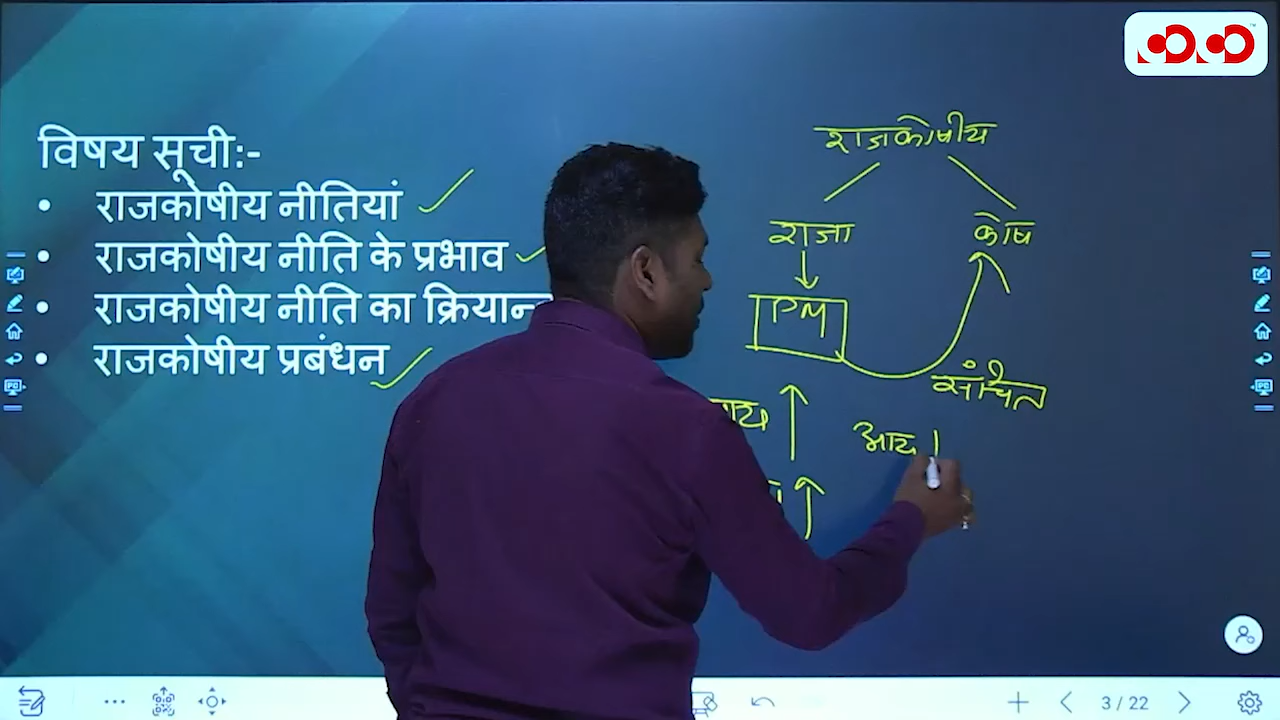 विषय सूची:-
• राजकोषीय नीतियां
• राजकोषीय नीति के प्रभाव
• राजकोषीय नीति का
• राजकोषीय प्रबंधन
राजकोषीय
राजा
कोष
PM
संचित
आय
3 / 22